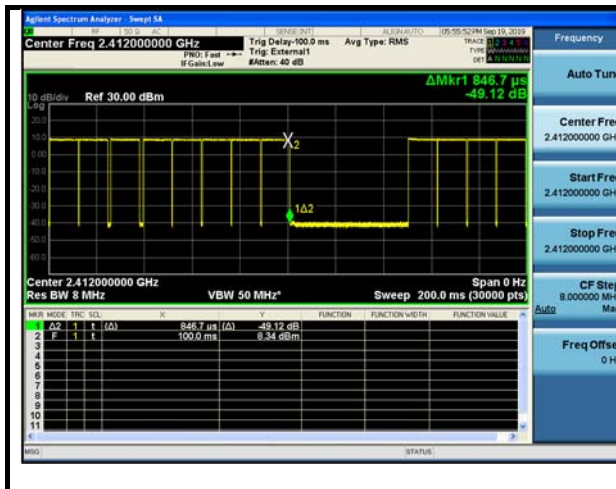 Agilent Spectrum Analyzer - Swept SA
RF 50 Ω AC SENSE:INT ALIGNAUTO 05:55:52 PM Sep 19, 2019
Center Freq 2.412000000 GHz
PNO: Fast
IFGain:Low
Trig Delay-100.0 ms
Trig: External1
#Atten: 40 dB
Avg Type: RMS
TRACE 1 2 3 4 5 6
TYPE
DET A N N N N N
ΔMkr1 846.7 µs
-49.12 dB
10 dB/div Ref 30.00 dBm
Log
20.0
10.0
0.00
-10.0
-20.0
-30.0
-40.0
-50.0
-60.0
X2
1Δ2
Center 2.412000000 GHz Span 0 Hz
Res BW 8 MHz VBW 50 MHz* Sweep 200.0 ms (30000 pts)
MKR MODE TRC SCL X Y FUNCTION FUNCTION WIDTH FUNCTION VALUE
1 Δ2 1 t (Δ) 846.7 µs (Δ) -49.12 dB
2 F 1 t 100.0 ms 8.34 dBm
3
4
5
6
7
8
9
10
11
MSG STATUS
Frequency
Auto Tun
Center Fre
2.412000000 GH
Start Fre
2.412000000 GH
Stop Fre
2.412000000 GH
CF Step
8.000000 MH
Auto Ma
Freq Offse
0 H